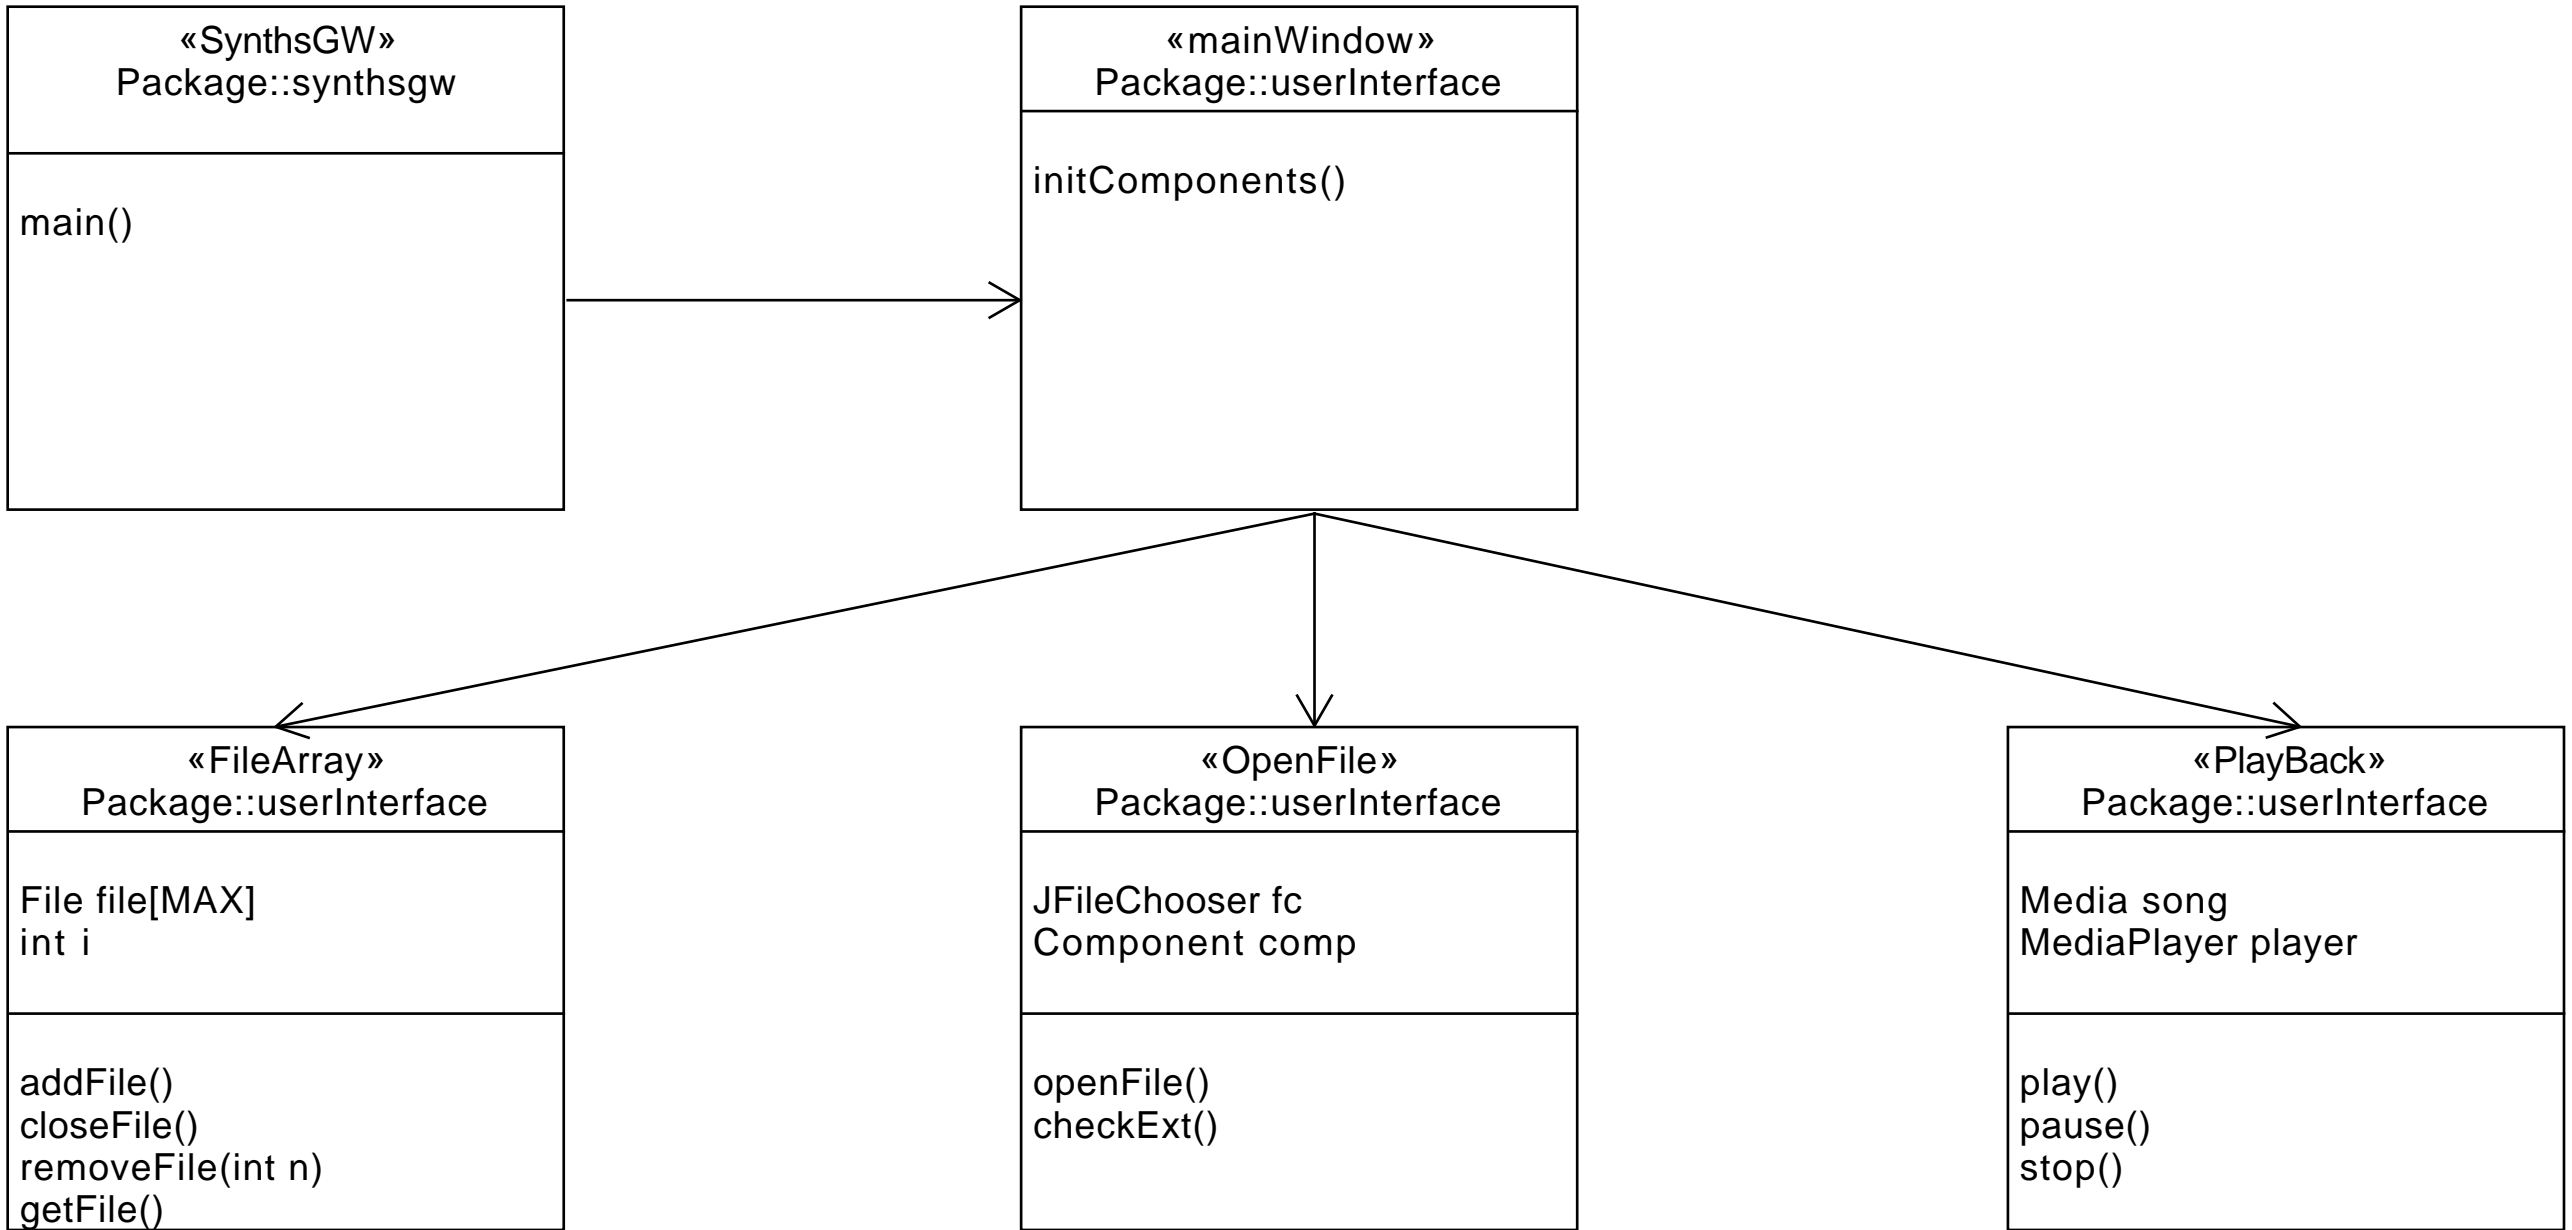 «SynthsGW»
Package::synthsgw
main()
«mainWindow»
Package::userInterface
initComponents()
«FileArray»
Package::userInterface
File file[MAX]
int i
addFile()
closeFile()
removeFile(int n)
getFile()
«OpenFile»
Package::userInterface
JFileChooser fc
Component comp
openFile()
checkExt()
«PlayBack»
Package::userInterface
Media song
MediaPlayer player
play()
pause()
stop()